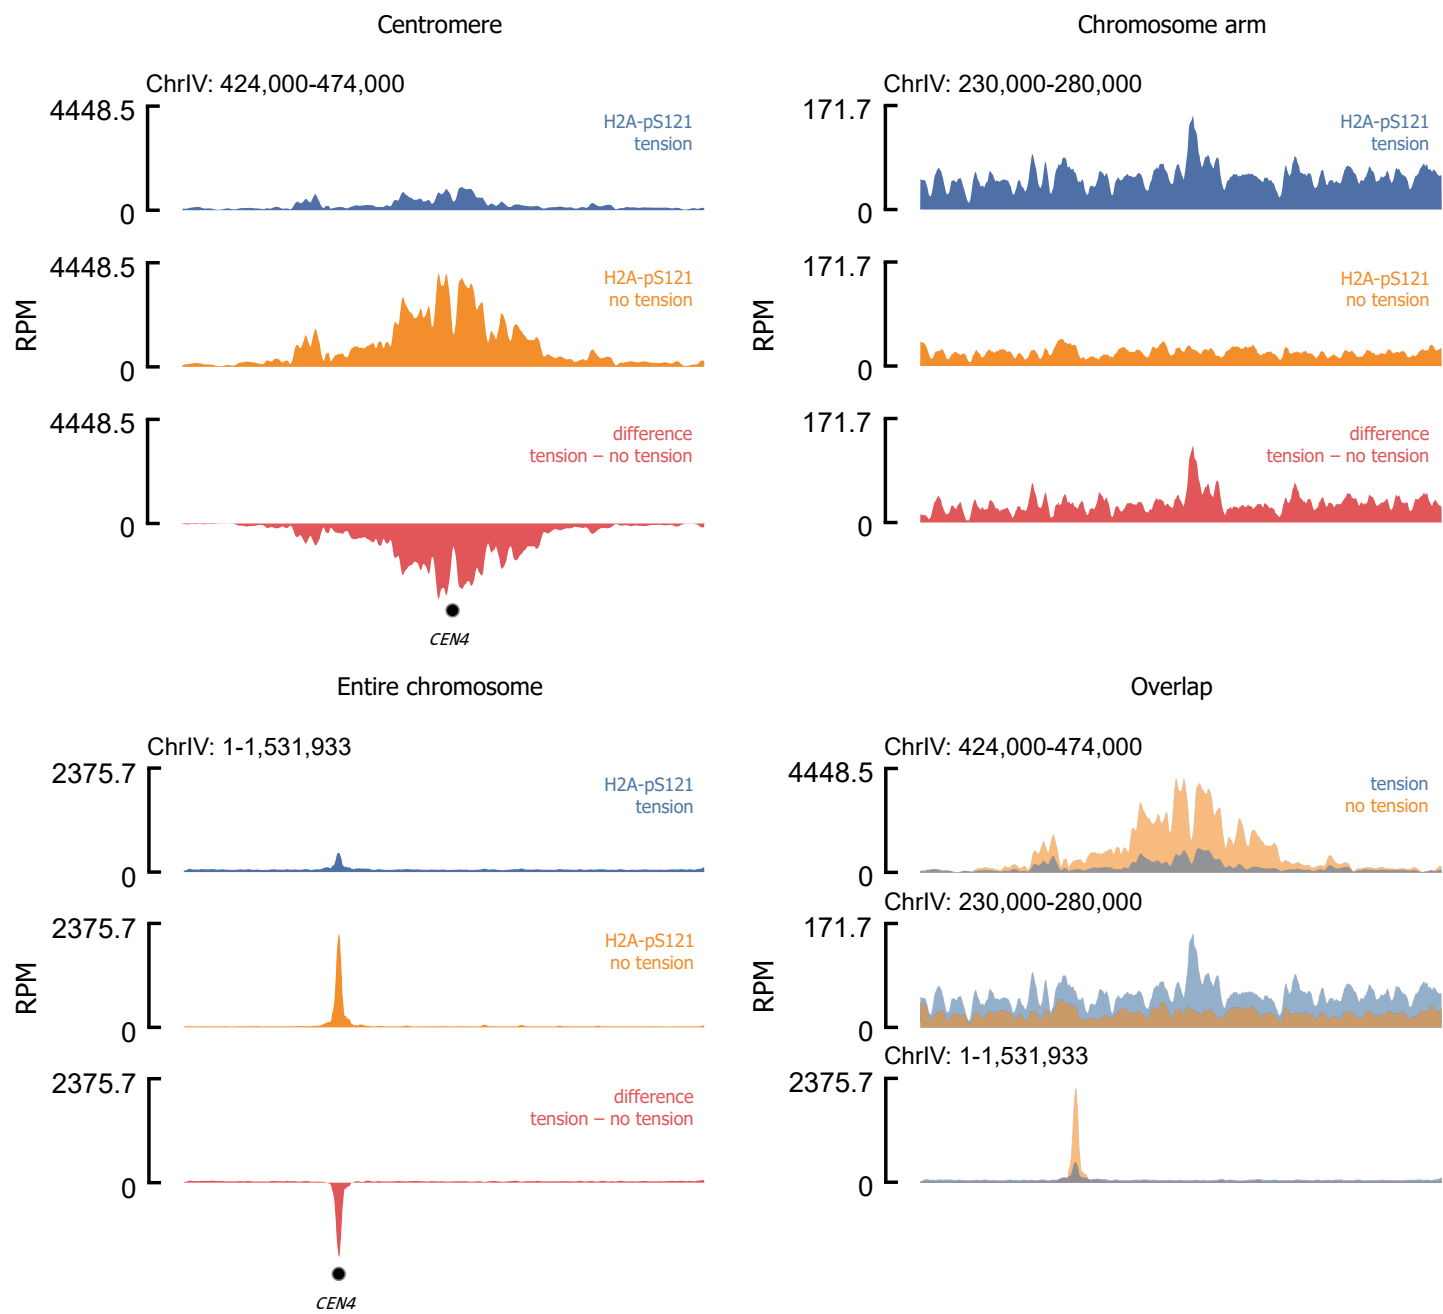 Centromere
ChrIV: 424,000-474,000
4448.5
H2A-pS121
tension
0
4448.5
H2A-pS121
no tension
RPM
0
4448.5
difference
tension – no tension
0
CEN4
Chromosome arm
ChrIV: 230,000-280,000
171.7
H2A-pS121
tension
0
171.7
H2A-pS121
no tension
RPM
0
171.7
difference
tension – no tension
0
Entire chromosome
ChrIV: 1-1,531,933
2375.7
H2A-pS121
tension
0
2375.7
H2A-pS121
no tension
RPM
0
2375.7
difference
tension – no tension
0
CEN4
Overlap
ChrIV: 424,000-474,000
4448.5
tension
no tension
0
ChrIV: 230,000-280,000
171.7
RPM
0
ChrIV: 1-1,531,933
2375.7
0